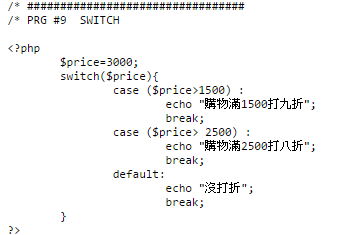 /* ################################
/* PRG #9  SWITCH

<?php
        $price=3000;
        switch($price){
                case ($price>1500) :
                        echo "購物滿1500打九折";
                        break;
                case ($price> 2500) :
                        echo "購物滿2500打八折";
                        break;
                default:
                        echo "沒打折";
                        break;
        }
?>